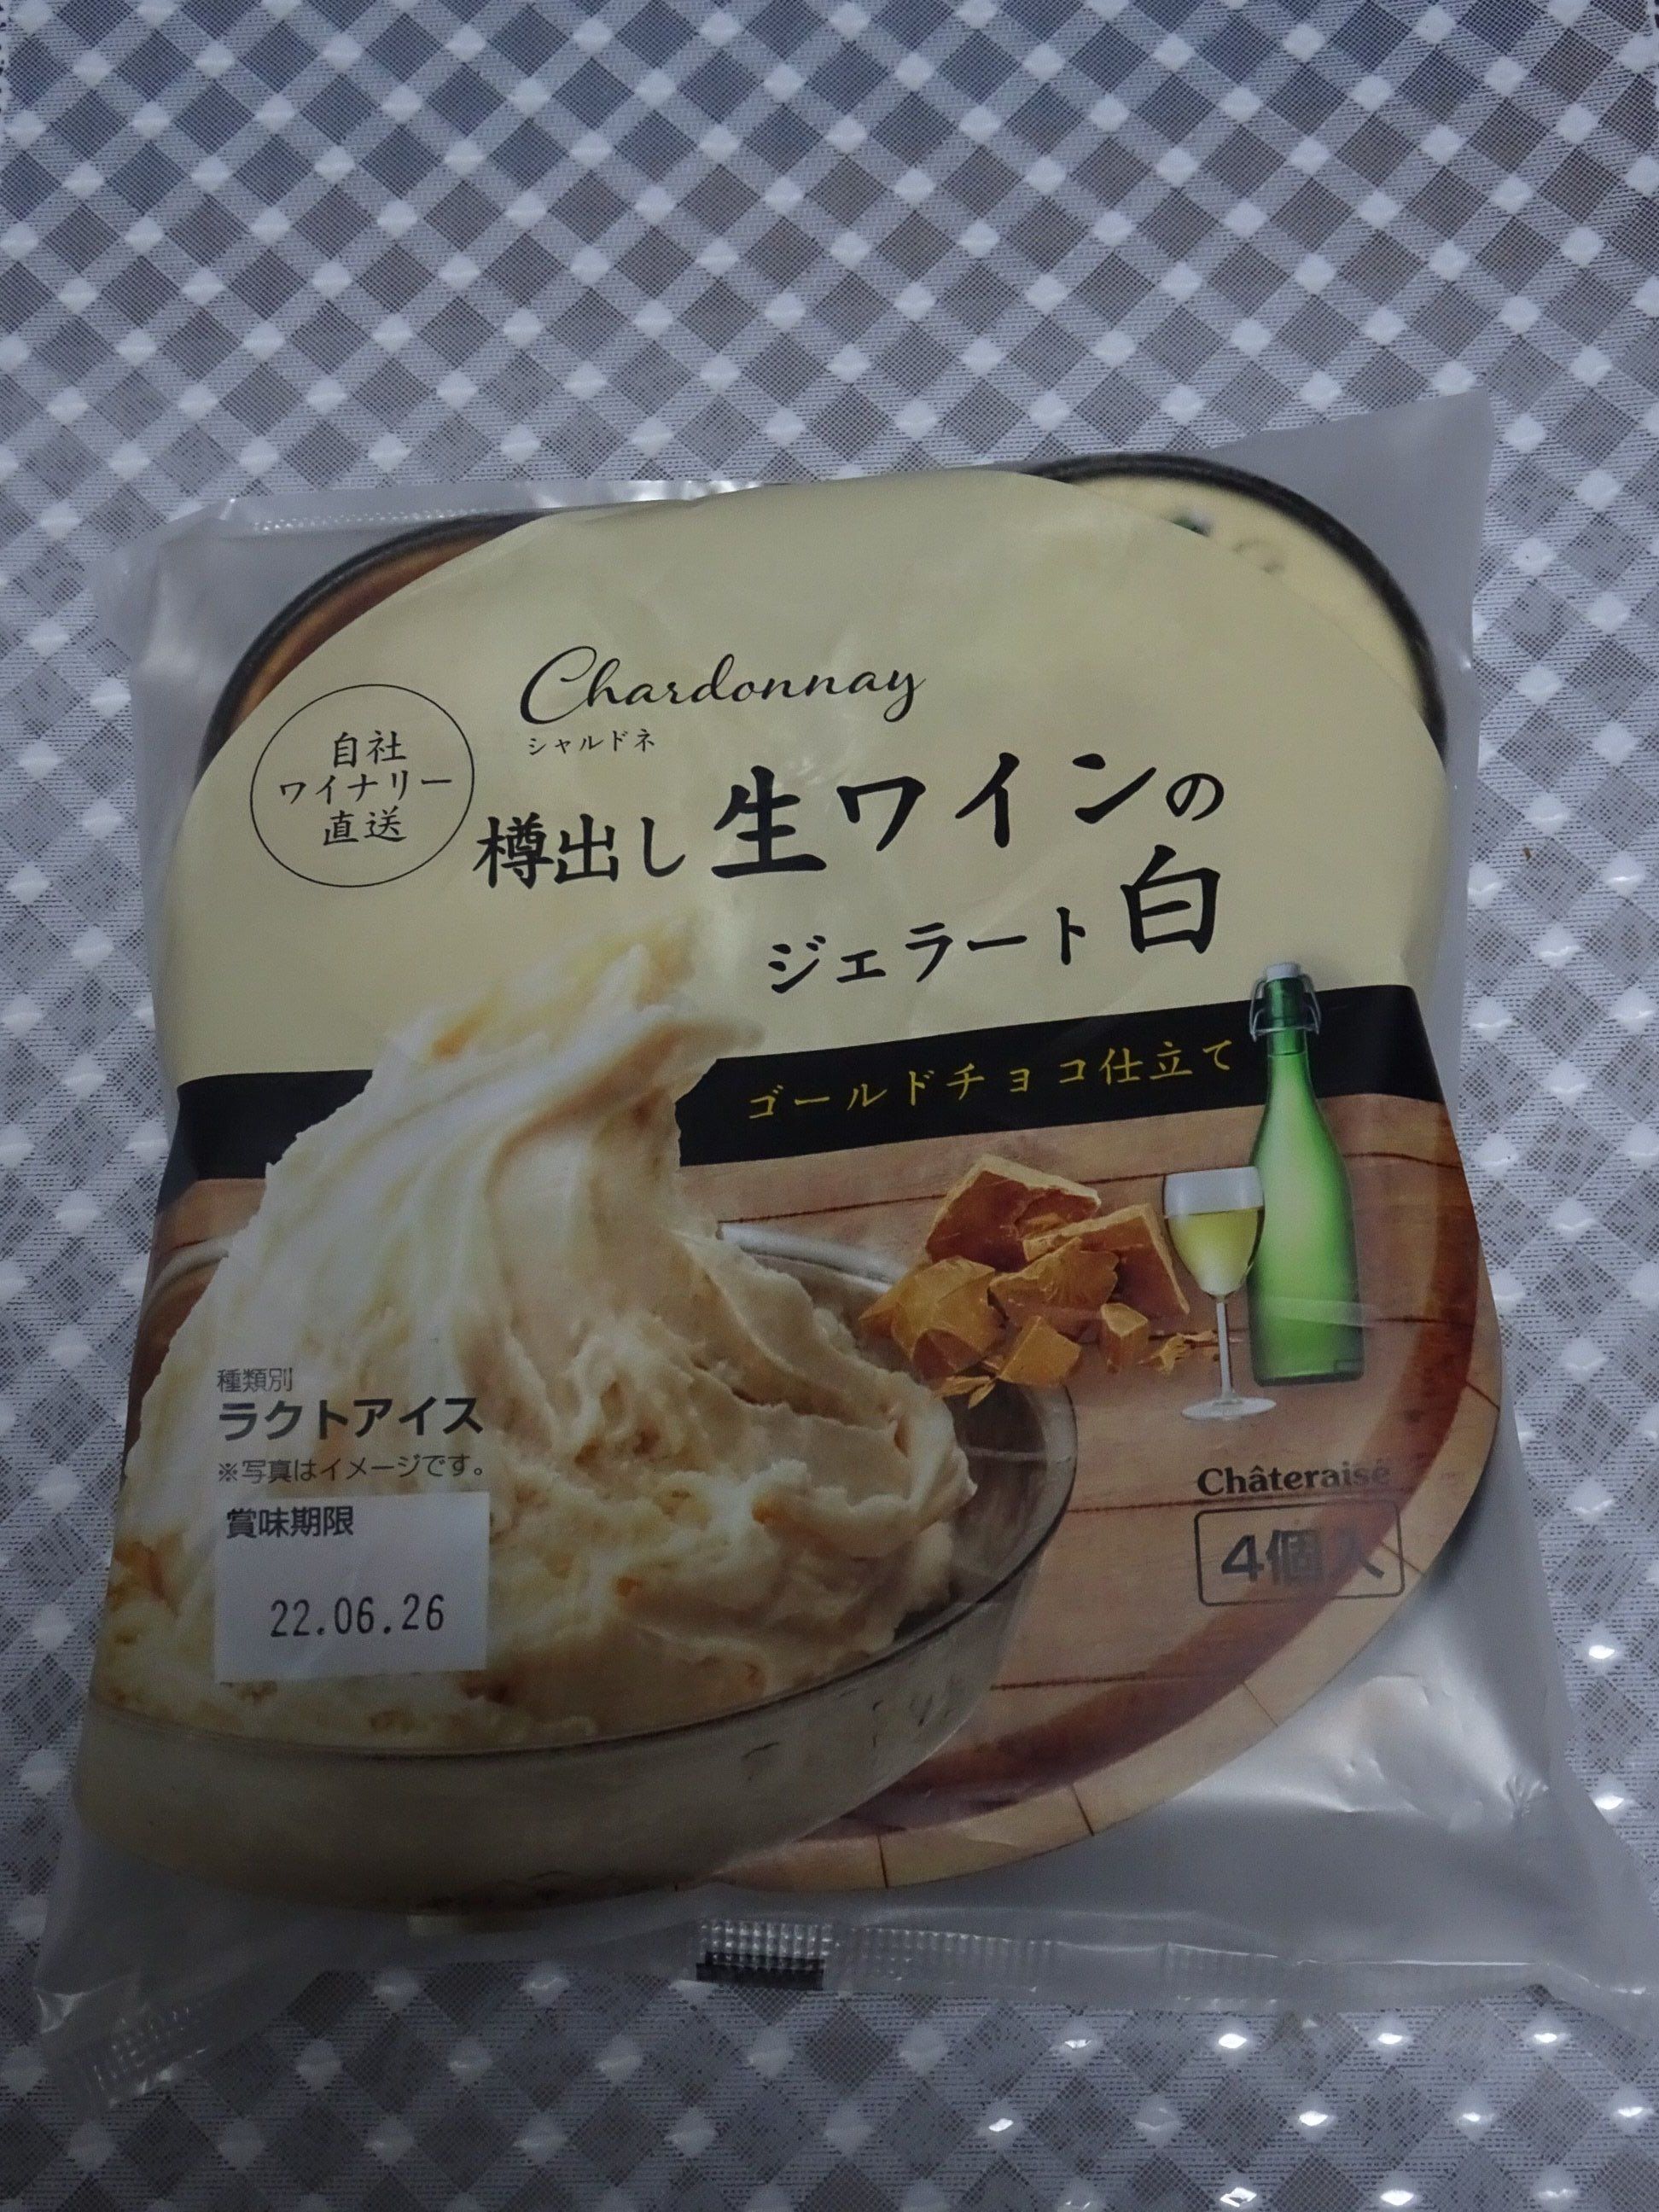 Chardonnay
シャルドネ
自社
ワイナリー
直送
樽出し生ワインの
ジェラート白
ゴールドチョコ仕立て
種類別
ラクトアイス
※写真はイメージです。
賞味期限
22.06.26
Châteraisé
4個入